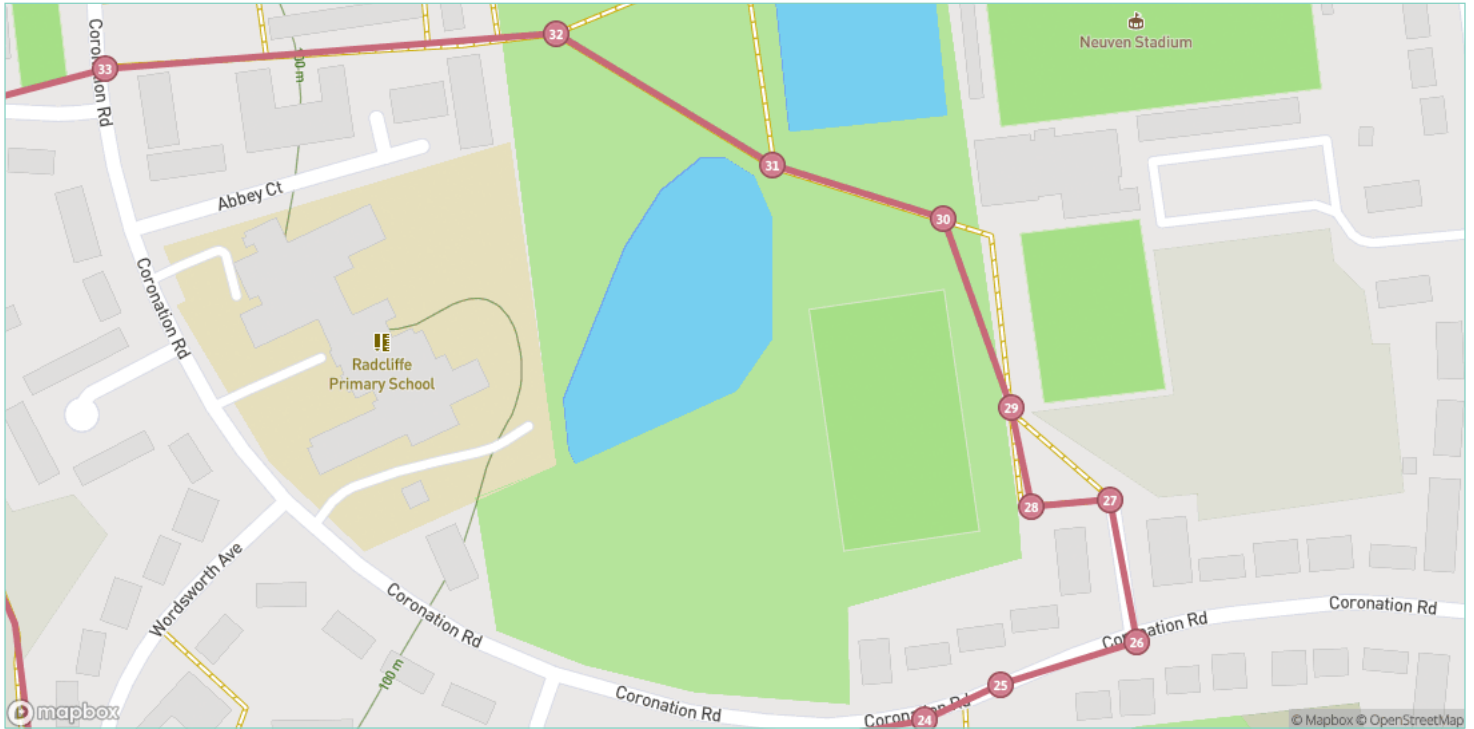 32
Neuven Stadium
33
Coronation Rd
100 m
31
Abbey Ct
30
Coronation Rd
Radcliffe
Primary School
29
27
28
Wordsworth Ave
Coronation Rd
Coronation Rd
Coronation Rd
26
100 m
25
Coronation Rd
Coronation Rd
24
mapbox
© Mapbox © OpenStreetMap